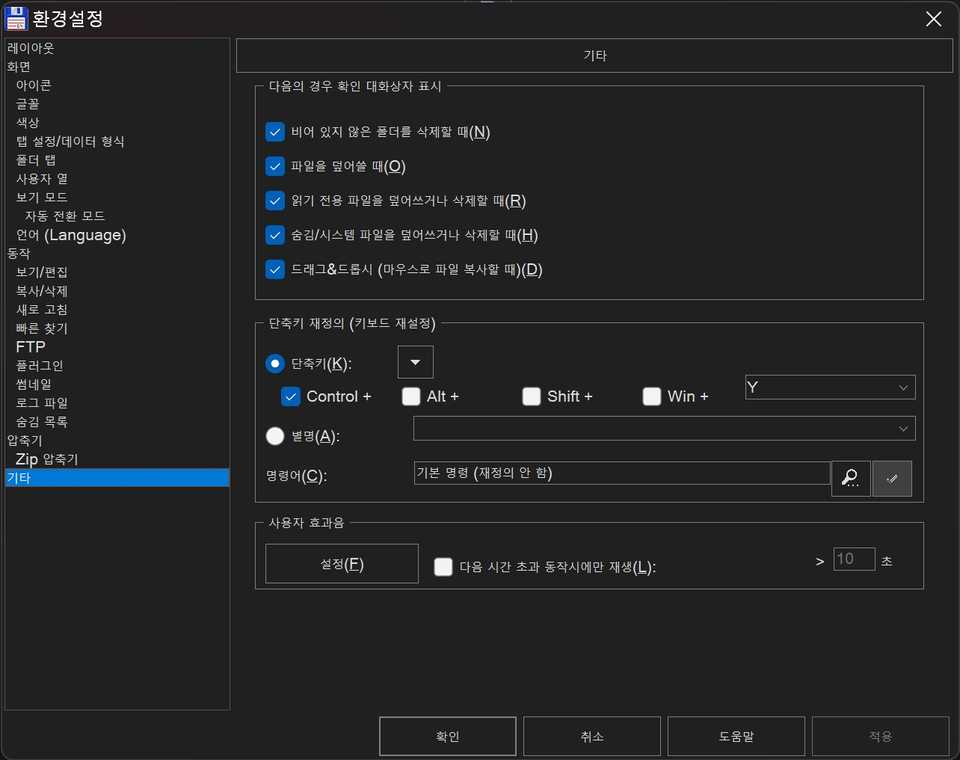 환경설정
레이아웃
화면
아이콘
글꼴
색상
탭 설정/데이터 형식
폴더 탭
사용자 열
보기 모드
자동 전환 모드
언어 (Language)
동작
보기/편집
복사/삭제
새로 고침
빠른 찾기
FTP
플러그인
썸네일
로그 파일
숨김 목록
압축기
Zip 압축기
기타
기타
다음의 경우 확인 대화상자 표시
비어 있지 않은 폴더를 삭제할 때(N)
파일을 덮어쓸 때(O)
읽기 전용 파일을 덮어쓰거나 삭제할 때(R)
숨김/시스템 파일을 덮어쓰거나 삭제할 때(H)
드래그&드롭시 (마우스로 파일 복사할 때)(D)
단축키 재정의 (키보드 재설정)
단축키(K):
Control + Alt + Shift + Win + Y
별명(A):
명령어(C): 기본 명령 (재정의 안 함)
사용자 효과음
설정(F) 다음 시간 초과 동작시에만 재생(L): > 10 초
확인 취소 도움말 적용